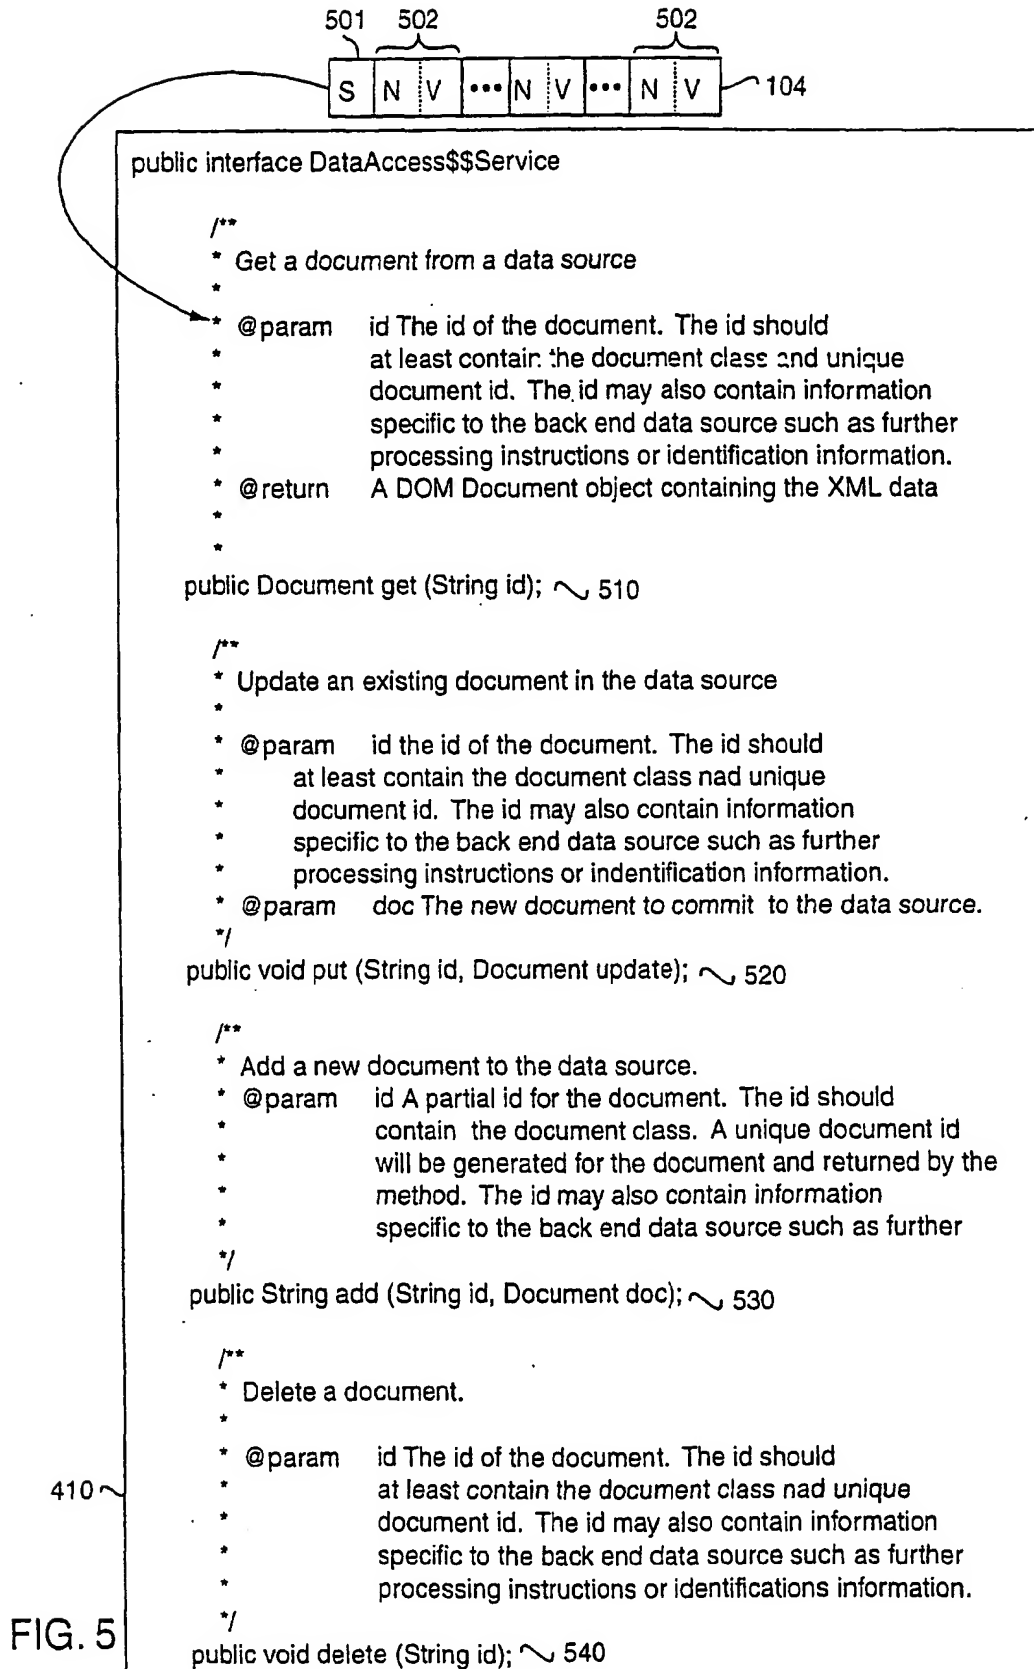 501 502 502
S N V ••• N V ••• N V 104
public interface DataAccess$$Service
/**
* Get a document from a data source
*
* @param id The id of the document. The id should
* at least contain the document class and unique
* document id. The id may also contain information
* specific to the back end data source such as further
* processing instructions or identification information.
* @return A DOM Document object containing the XML data
*
*
public Document get (String id); 510
/**
* Update an existing document in the data source
*
* @param id the id of the document. The id should
* at least contain the document class nad unique
* document id. The id may also contain information
* specific to the back end data source such as further
* processing instructions or indentification information.
* @param doc The new document to commit to the data source.
*/
public void put (String id, Document update); 520
/**
* Add a new document to the data source.
* @param id A partial id for the document. The id should
* contain the document class. A unique document id
* will be generated for the document and returned by the
* method. The id may also contain information
* specific to the back end data source such as further
*/
public String add (String id, Document doc); 530
/**
* Delete a document.
*
* @param id The id of the document. The id should
410 * at least contain the document class nad unique
* document id. The id may also contain information
* specific to the back end data source such as further
* processing instructions or identifications information.
*/
FIG. 5
public void delete (String id); 540